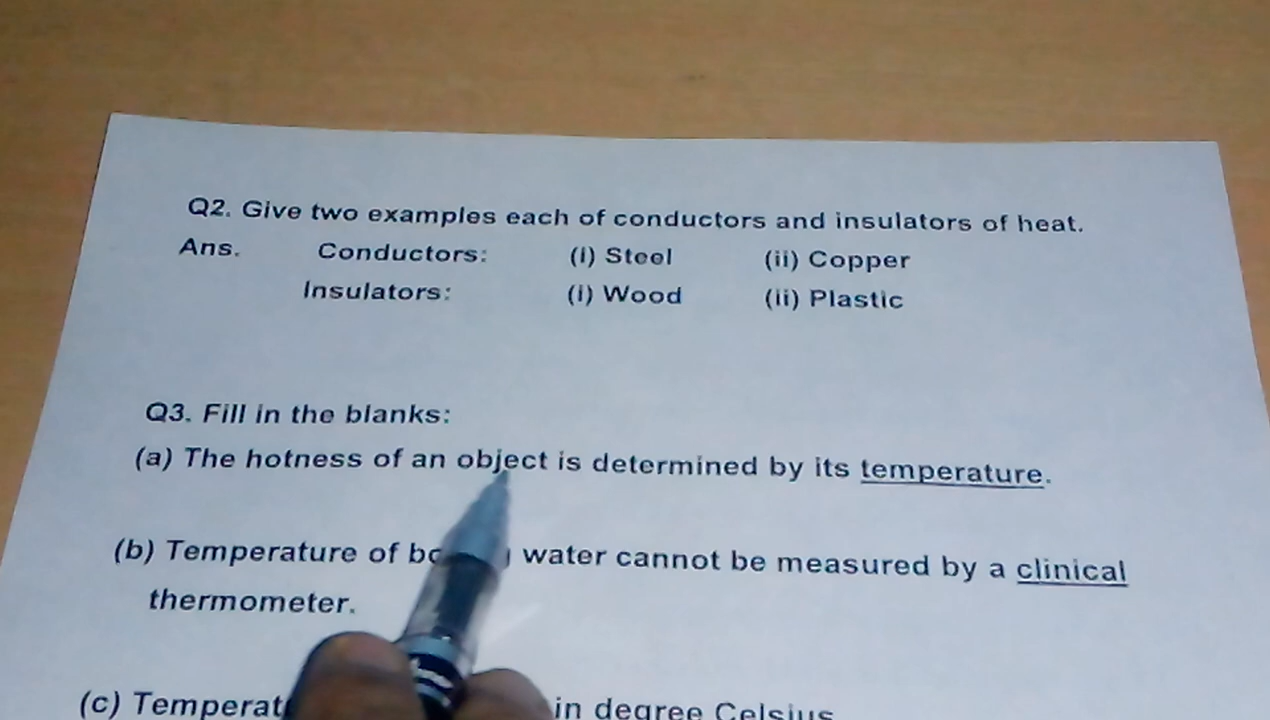 Q2. Give two examples each of conductors and insulators of heat.
Ans. Conductors: (i) Steel (ii) Copper
Insulators: (i) Wood (ii) Plastic
Q3. Fill in the blanks:
(a) The hotness of an object is determined by its temperature.
(b) Temperature of water cannot be measured by a clinical
thermometer.
(c) in degree Celsius